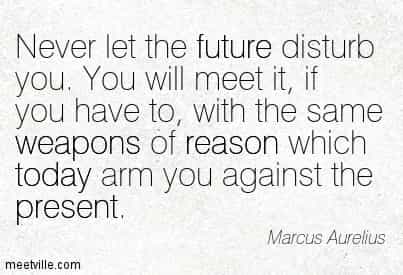 Never let the future disturb
you. You will meet it, if
you have to, with the same
weapons of reason which
today arm you against the
present.
Marcus Aurelius
meetville.com